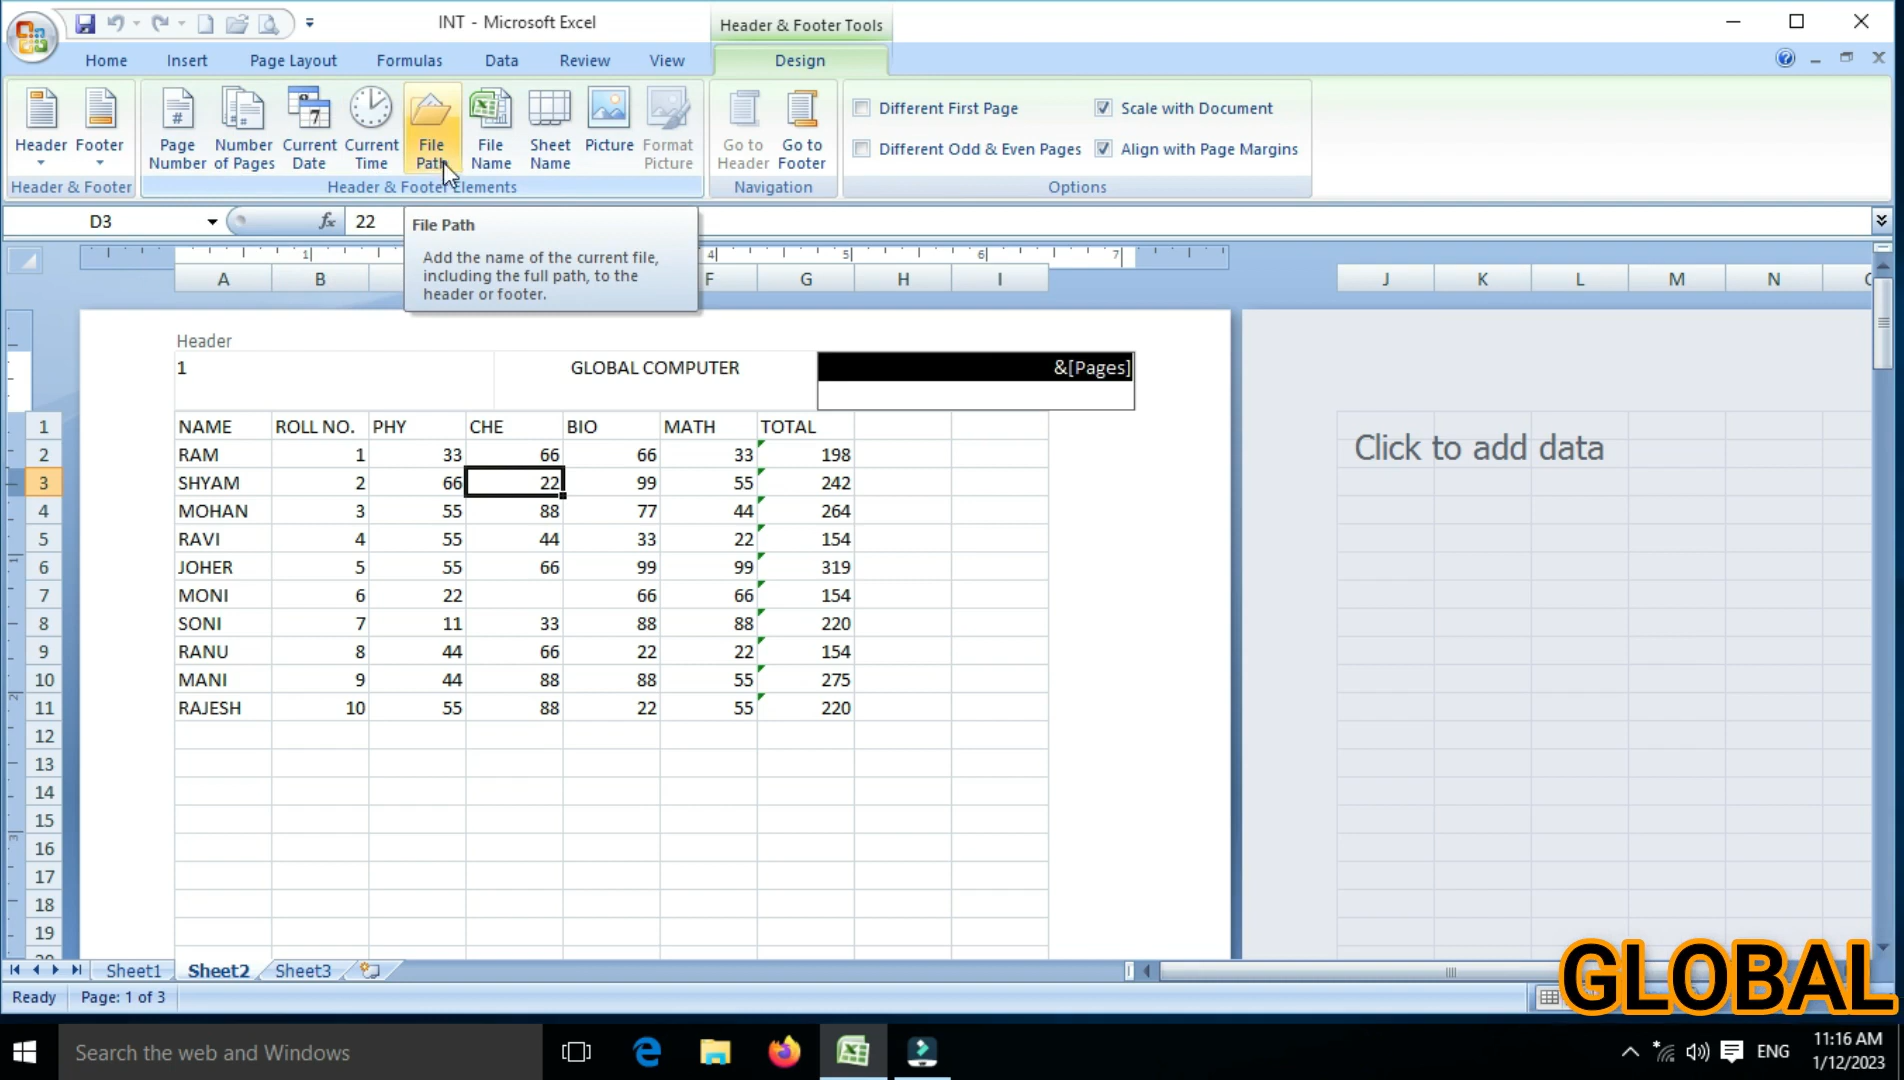 INT - Microsoft Excel
Header & Footer Tools
Home Insert Page Layout Formulas Data Review View Design
Header Footer Page Number Number of Pages Current Date Current Time File Path File Name Sheet Name Picture Format Picture Go to Header Go to Footer
Different First Page Scale with Document
Different Odd & Even Pages Align with Page Margins
Header & Footer Header & Footer Elements Navigation Options
D3 fx 22
File Path
Add the name of the current file,
including the full path, to the
header or footer.
1 4 5 6 7
A B F G H I J K L M N
Header
1 GLOBAL COMPUTER &[Pages]
1 NAME ROLL NO. PHY CHE BIO MATH TOTAL
Click to add data
2 RAM 1 33 66 66 33 198
3 SHYAM 2 66 22 99 55 242
4 MOHAN 3 55 88 77 44 264
5 RAVI 4 55 44 33 22 154
6 JOHER 5 55 66 99 99 319
7 MONI 6 22 66 66 154
8 SONI 7 11 33 88 88 220
9 RANU 8 44 66 22 22 154
10 MANI 9 44 88 88 55 275
11 RAJESH 10 55 88 22 55 220
12
13
14
15
16
17
18
19
Sheet1 Sheet2 Sheet3
Ready Page: 1 of 3
GLOBAL
Search the web and Windows
ENG
11:16 AM
1/12/2023